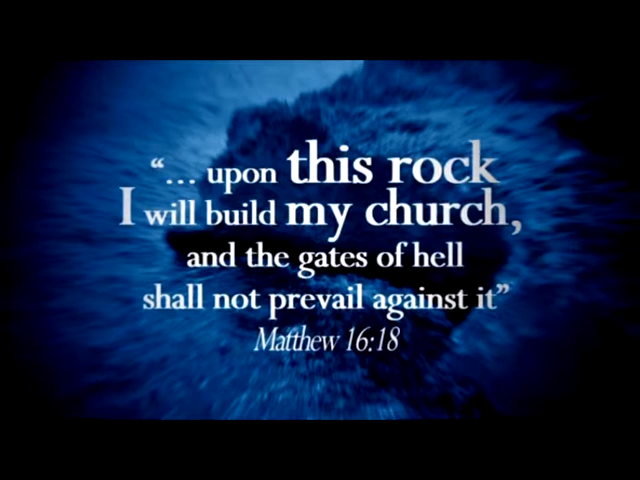 “... upon this rock
I will build my church,
and the gates of hell
shall not prevail against it”
Matthew 16:18